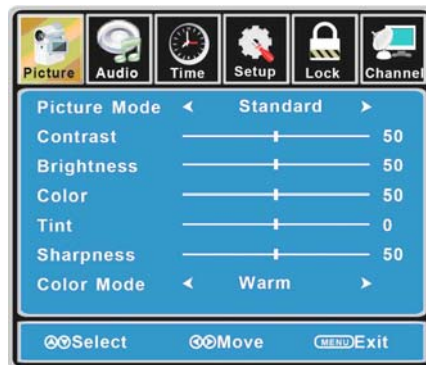 Picture Audio Time Setup Lock Channel
Picture Mode Standard
Contrast 50
Brightness 50
Color 50
Tint 0
Sharpness 50
Color Mode Warm
Select Move MENU Exit